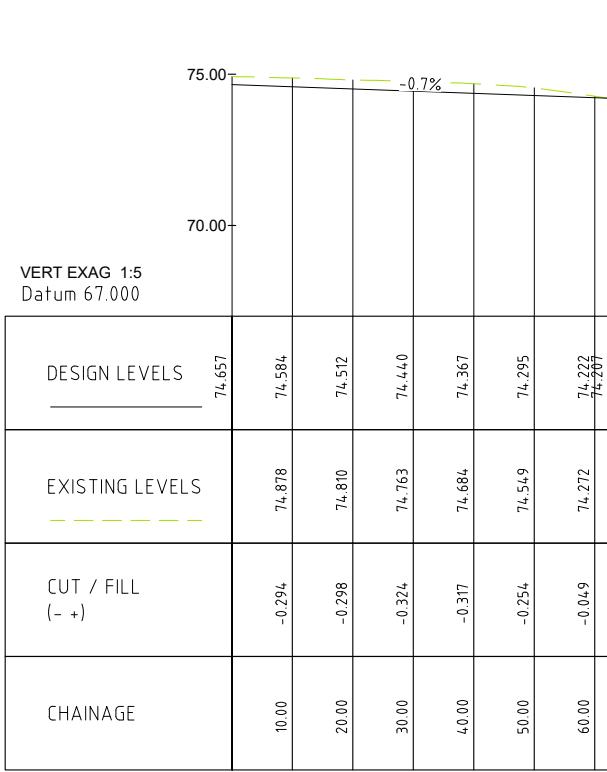 75.00
-0.7%
70.00
VERT EXAG 1:5
Datum 67.000
DESIGN LEVELS 74.657 74.584 74.512 74.440 74.367 74.295 74.222 74.207
EXISTING LEVELS 74.878 74.810 74.763 74.684 74.549 74.272
CUT / FILL
(- +) -0.294 -0.298 -0.324 -0.317 -0.254 -0.049
CHAINAGE 10.00 20.00 30.00 40.00 50.00 60.00